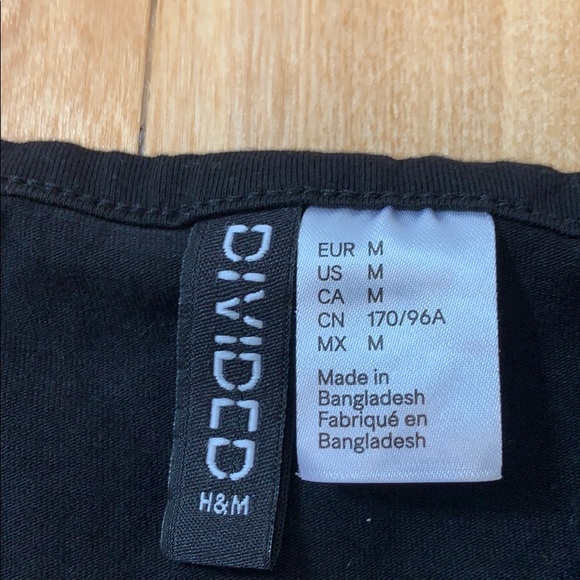 DIVIDED
H&M
EUR M
US M
CA M
CN 170/96A
MX M
Made in
Bangladesh
Fabriqué en
Bangladesh